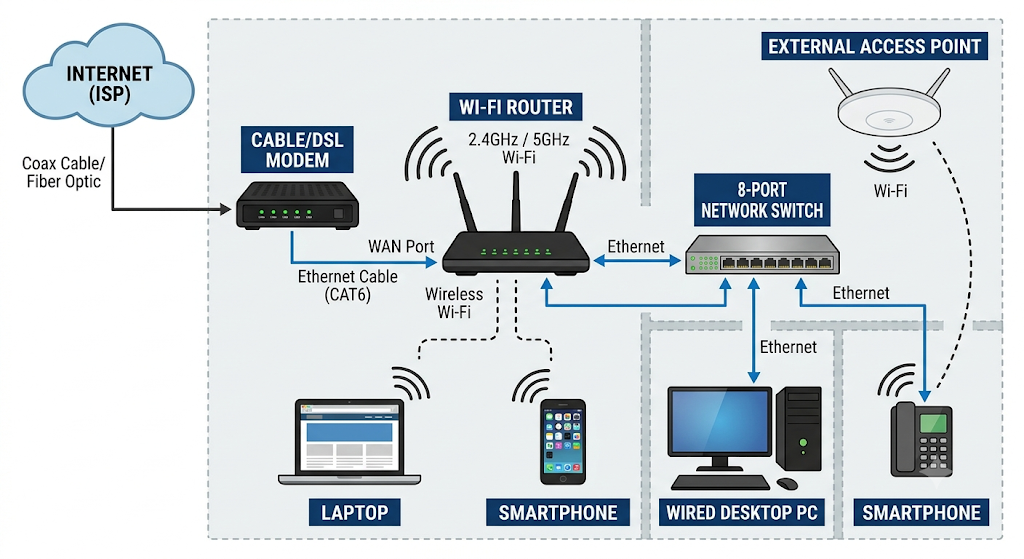 INTERNET
(ISP)
Coax Cable/
Fiber Optic
CABLE/DSL
MODEM
WI-FI ROUTER
2.4GHz / 5GHz
Wi-Fi
EXTERNAL ACCESS POINT
Wi-Fi
8-PORT
NETWORK SWITCH
WAN Port
Ethernet Cable
(CAT6)
Wireless
Wi-Fi
Ethernet
Ethernet
Ethernet
LAPTOP
SMARTPHONE
WIRED DESKTOP PC
SMARTPHONE